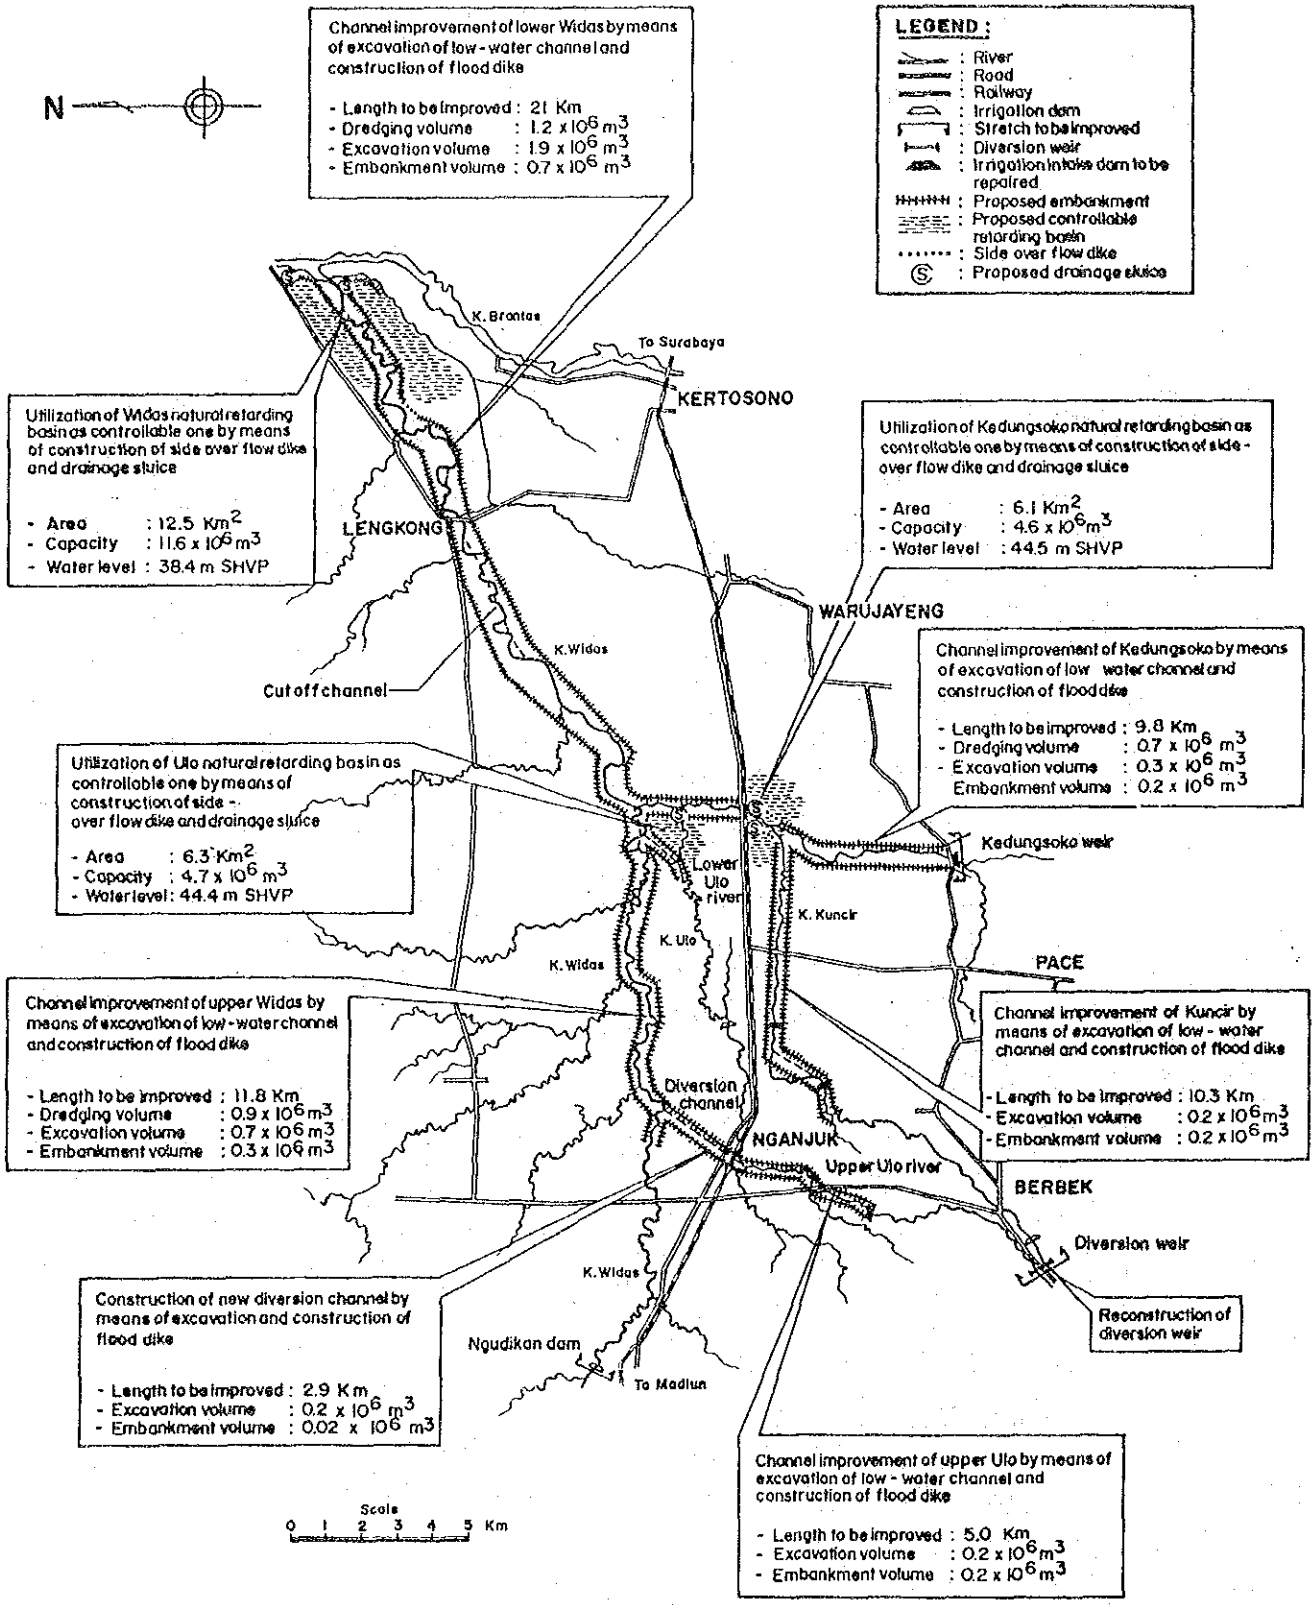 Channel improvement of lower Widas by means
of excavation of low-water channel and
construction of flood dike
- Length to be improved : 21 Km
- Dredging volume : 1.2 x 10⁶ m³
- Excavation volume : 1.9 x 10⁶ m³
- Embankment volume : 0.7 x 10⁶ m³
LEGEND :
: River
: Road
: Railway
: Irrigation dam
: Stretch to be improved
: Diversion weir
: Irrigation intake dam to be
repaired
: Proposed embankment
: Proposed controllable
retarding basin
: Side over flow dike
S : Proposed drainage sluice
N
K. Brantas
To Surabaya
KERTOSONO
Utilization of Widas natural retarding
basin as controllable one by means
of construction of side over flow dike
and drainage sluice
- Area : 12.5 Km²
- Capacity : 11.6 x 10⁶ m³
- Water level : 38.4 m SHVP
Utilization of Kedungsoko natural retarding basin as
controllable one by means of construction of side -
over flow dike and drainage sluice
- Area : 6.1 Km²
- Capacity : 4.6 x 10⁶ m³
- Water level : 44.5 m SHVP
LENGKONG
WARUJAYENG
K. Widas
Cut off channel
Channel improvement of Kedungsoko by means
of excavation of low water channel and
construction of flood dike
- Length to be improved : 9.8 Km
- Dredging volume : 0.7 x 10⁶ m³
- Excavation volume : 0.3 x 10⁶ m³
Embankment volume : 0.2 x 10⁶ m³
Utilization of Ulo natural retarding basin as
controllable one by means of
construction of side -
over flow dike and drainage sluice
- Area : 6.3 Km²
- Capacity : 4.7 x 10⁶ m³
- Water level : 44.4 m SHVP
S
S
S
S
S
Kedungsoko weir
Lower
Ulo
river
K. Kuncir
K. Ulo
K. Widas
PACE
Channel improvement of upper Widas by
means of excavation of low-water channel
and construction of flood dike
- Length to be improved : 11.8 Km
- Dredging volume : 0.9 x 10⁶ m³
- Excavation volume : 0.7 x 10⁶ m³
- Embankment volume : 0.3 x 10⁶ m³
Channel improvement of Kuncir by
means of excavation of low - water
channel and construction of flood dike
- Length to be improved : 10.3 Km
- Excavation volume : 0.2 x 10⁶ m³
- Embankment volume : 0.2 x 10⁶ m³
Diversion
channel
NGANJUK
Upper Ulo river
BERBEK
Diversion weir
K. Widas
Construction of new diversion channel by
means of excavation and construction of
flood dike
- Length to be improved : 2.9 Km
- Excavation volume : 0.2 x 10⁶ m³
- Embankment volume : 0.02 x 10⁶ m³
Reconstruction of
diversion weir
Ngudikan dam
To Madiun
Channel improvement of upper Ulo by means of
excavation of low - water channel and
construction of flood dike
- Length to be improved : 5.0 Km
- Excavation volume : 0.2 x 10⁶ m³
- Embankment volume : 0.2 x 10⁶ m³
Scale
0 1 2 3 4 5 Km